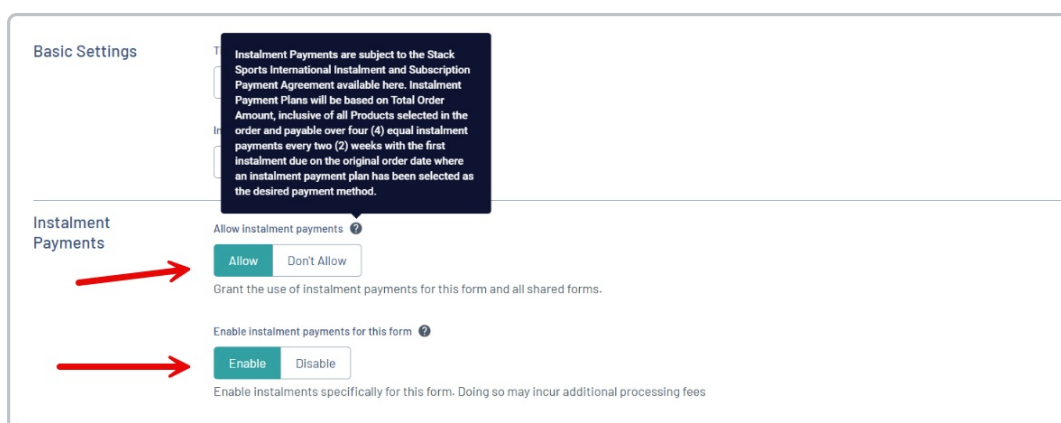 Basic Settings
Instalment Payments are subject to the Stack
Sports International Instalment and Subscription
Payment Agreement available here. Instalment
Payment Plans will be based on Total Order
Amount, inclusive of all Products selected in the
order and payable over four (4) equal instalment
payments every two (2) weeks with the first
instalment due on the original order date where
an instalment payment plan has been selected as
the desired payment method.
Instalment
Payments
Allow instalment payments ?
Allow Don't Allow
Grant the use of instalment payments for this form and all shared forms.
Enable instalment payments for this form ?
Enable Disable
Enable instalments specifically for this form. Doing so may incur additional processing fees